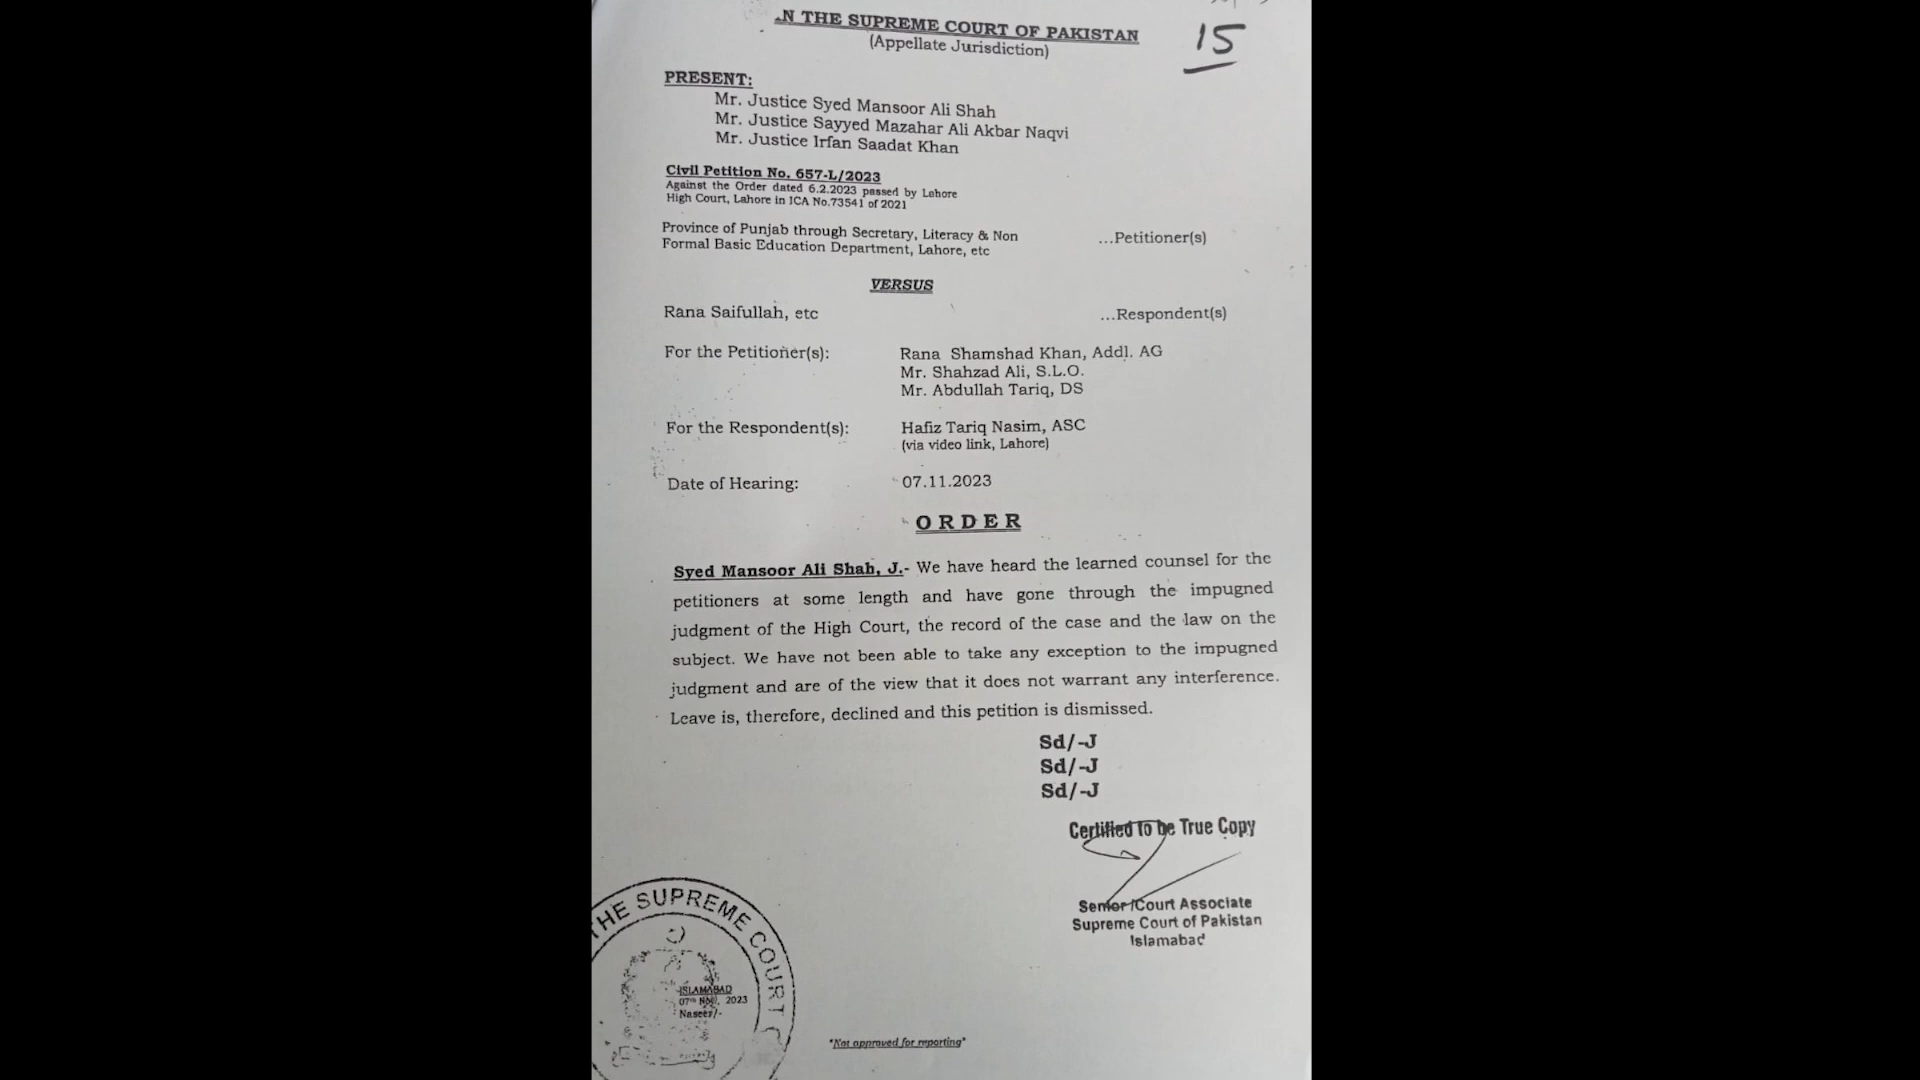 N THE SUPREME COURT OF PAKISTAN
(Appellate Jurisdiction)
15
PRESENT:
Mr. Justice Syed Mansoor Ali Shah
Mr. Justice Sayyed Mazahar Ali Akbar Naqvi
Mr. Justice Irfan Saadat Khan
Civil Petition No. 657-L/2023
Against the Order dated 6.2.2023 passed by Lahore
High Court, Lahore in ICA No.73541 of 2021
Province of Punjab through Secretary, Literacy & Non
Formal Basic Education Department, Lahore, etc
...Petitioner(s)
VERSUS
Rana Saifullah, etc
...Respondent(s)
For the Petitioner(s):
Rana Shamshad Khan, Addl. AG
Mr. Shahzad Ali, S.L.O.
Mr. Abdullah Tariq, DS
For the Respondent(s):
Hafiz Tariq Nasim, ASC
(via video link, Lahore)
Date of Hearing:
07.11.2023
ORDER
Syed Mansoor Ali Shah, J.- We have heard the learned counsel for the
petitioners at some length and have gone through the impugned
judgment of the High Court, the record of the case and the law on the
subject. We have not been able to take any exception to the impugned
judgment and are of the view that it does not warrant any interference.
Leave is, therefore, declined and this petition is dismissed.
Sd/-J
Sd/-J
Sd/-J
Certified to be True Copy
Senior Court Associate
Supreme Court of Pakistan
Islamabad
THE SUPREME COURT
ISLAMABAD
07th Nov, 2023
Naseer/-
*Not approved for reporting*